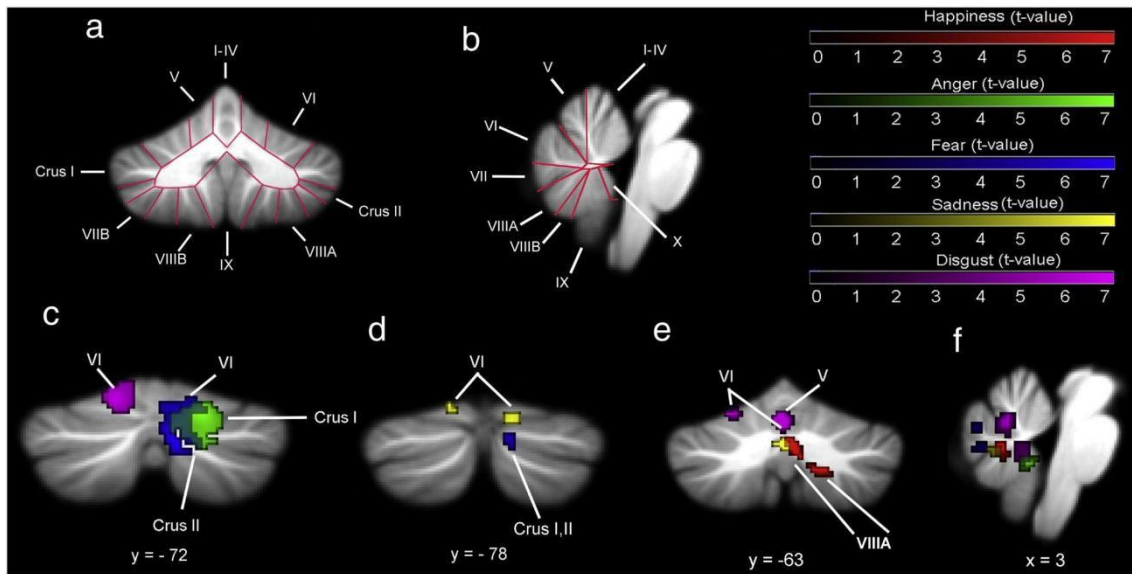 a
I-IV
V
VI
Crus I
Crus II
VIIB
VIIIB
IX
VIIIA
b
V
I-IV
VI
VII
VIIIA
VIIIB
IX
X
Happiness (t-value)
0 1 2 3 4 5 6 7
Anger (t-value)
0 1 2 3 4 5 6 7
Fear (t-value)
0 1 2 3 4 5 6 7
Sadness (t-value)
0 1 2 3 4 5 6 7
Disgust (t-value)
0 1 2 3 4 5 6 7
c
VI
VI
Crus I
Crus II
y = - 72
d
VI
Crus I,II
y = - 78
e
VI
V
VIIIA
y = -63
f
x = 3